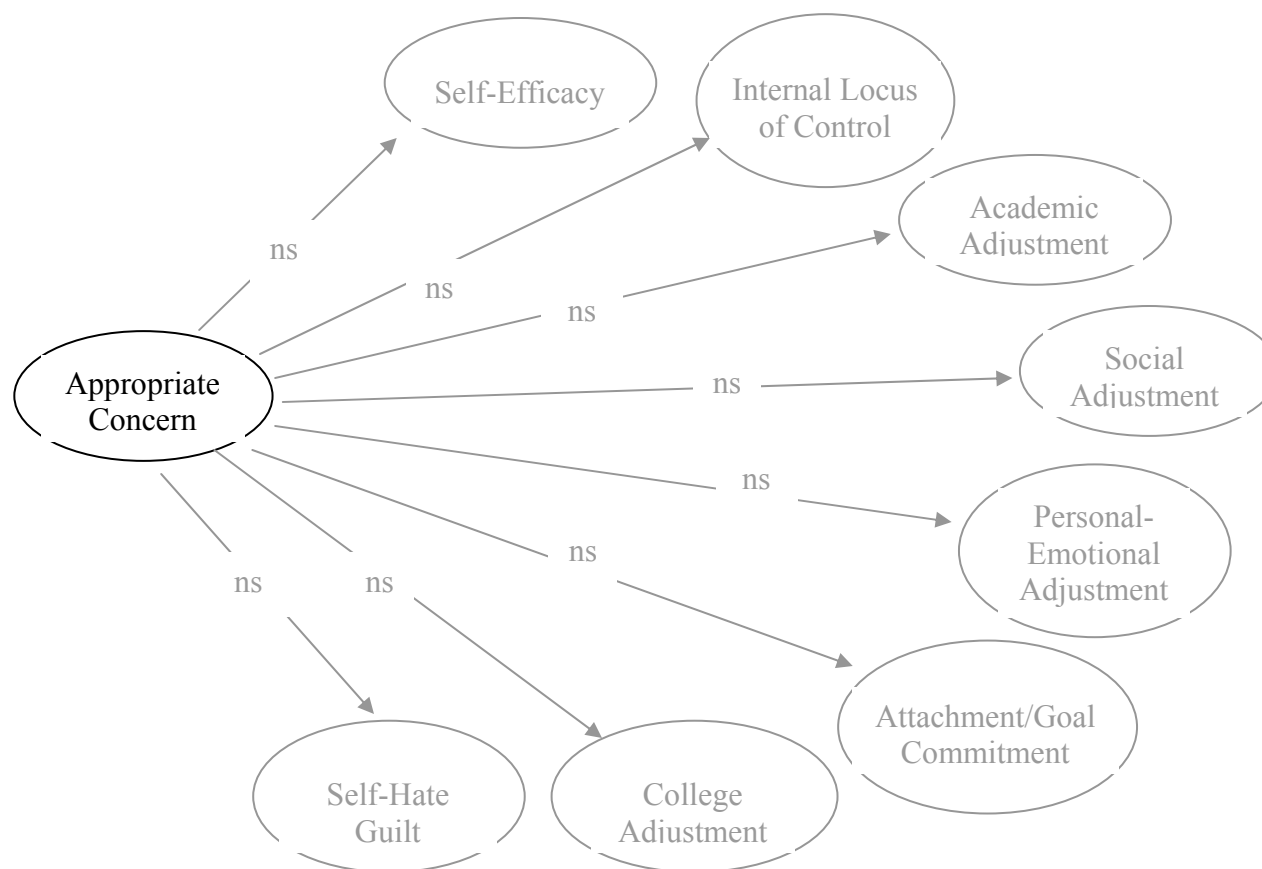 Self-Efficacy
Internal Locus
of Control
Academic
Adjustment
ns
ns
ns
Social
Adjustment
Appropriate
Concern
ns
ns
Personal-
Emotional
Adjustment
ns
ns
ns
Attachment/Goal
Commitment
Self-Hate
Guilt
College
Adjustment